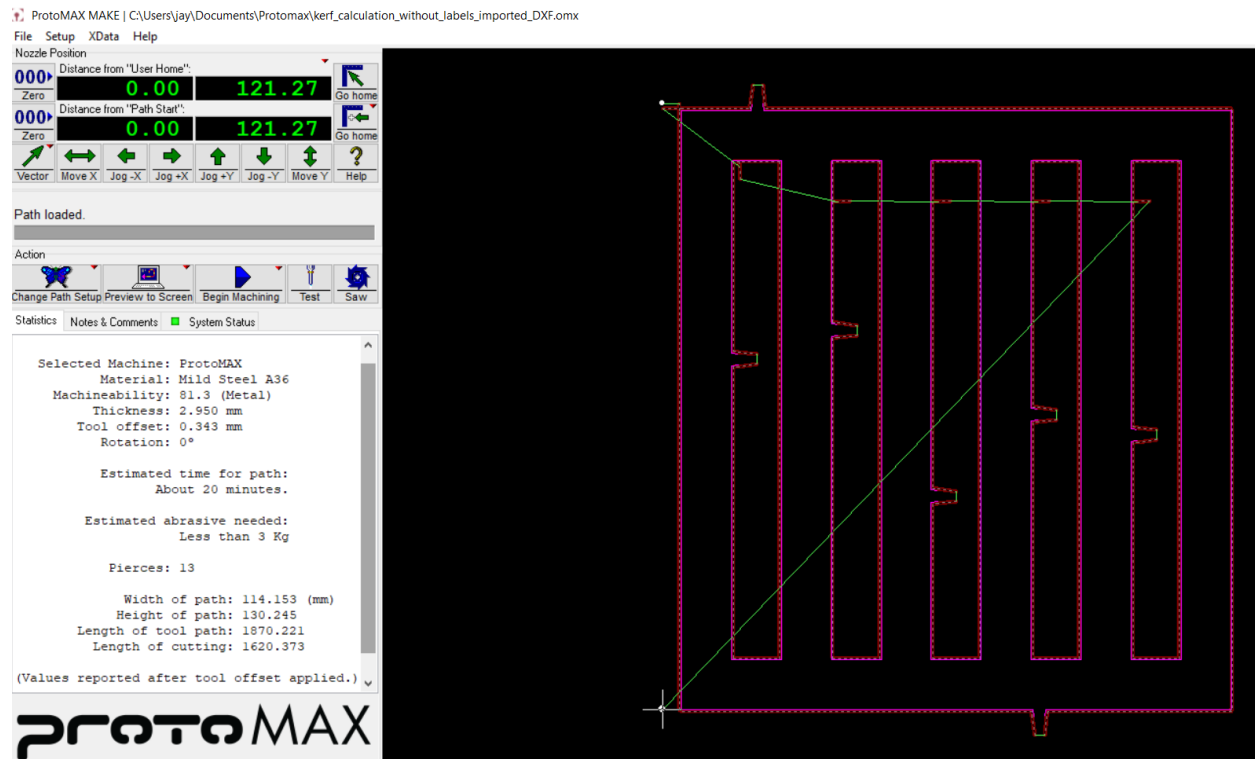 ProtoMAX MAKE | C:\Users\jay\Documents\Protomax\kerf_calculation_without_labels_imported_DXF.omx
File Setup XData Help
Nozzle Position
000 Distance from "User Home":
0.00 121.27
Zero Go home
000 Distance from "Path Start":
0.00 121.27
Zero Go home
Vector Move X Jog -X Jog +X Jog +Y Jog -Y Move Y Help
Path loaded.
Action
Change Path Setup Preview to Screen Begin Machining Test Saw
Statistics Notes & Comments System Status
Selected Machine: ProtoMAX
Material: Mild Steel A36
Machineability: 81.3 (Metal)
Thickness: 2.950 mm
Tool offset: 0.343 mm
Rotation: 0°
Estimated time for path:
About 20 minutes.
Estimated abrasive needed:
Less than 3 Kg
Pierces: 13
Width of path: 114.153 (mm)
Height of path: 130.245
Length of tool path: 1870.221
Length of cutting: 1620.373
(Values reported after tool offset applied.)
protoMAX